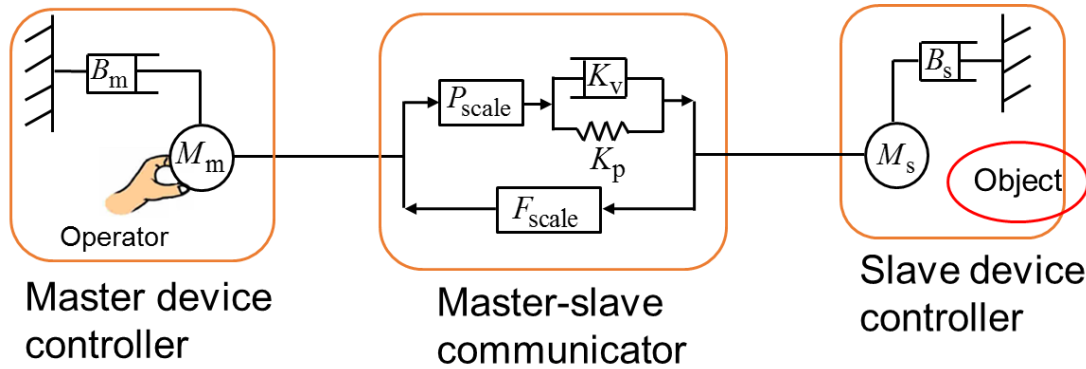 B_m
M_m
Operator
Master device
controller
P_scale
K_v
K_p
F_scale
Master-slave
communicator
B_s
M_s
Object
Slave device
controller